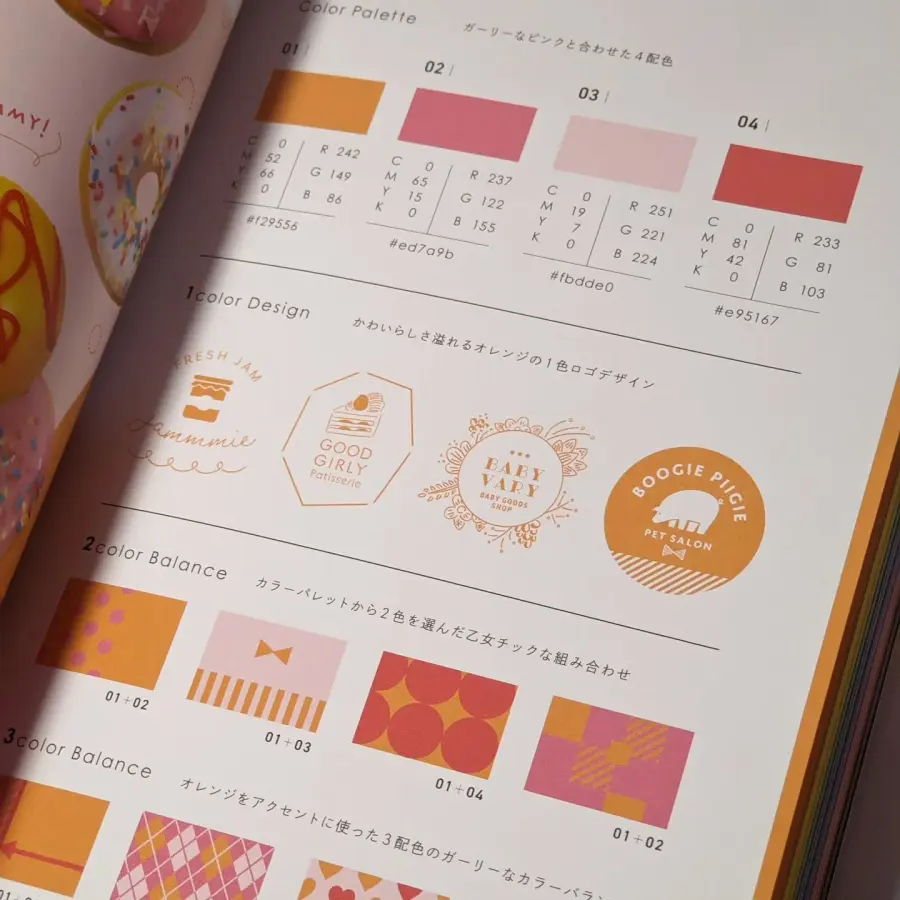 AMY!
Color Palette
ガーリーなピンクと合わせた4配色
01
C 0
M 52
Y 66
K 0
R 242
G 149
B 86
#f29556
02
C 0
M 65
Y 15
K 0
R 237
G 122
B 155
#ed7a9b
03
C 0
M 19
Y 7
K 0
R 251
G 221
B 224
#fbdde0
04
C 0
M 81
Y 42
K 0
R 233
G 81
B 103
#e95167
1color Design
かわいらしさ溢れるオレンジの1色ロゴデザイン
FRESH JAM
Jammmie
GOOD
GIRLY
Patisserie
BABY
VARY
BABY GOODS
SHOP
BOOGIE PIIGIE
PET SALON
2color Balance
カラーパレットから2色を選んだ乙女チックな組み合わせ
01+02
01+03
01+04
01+02
3color Balance
オレンジをアクセントに使った3配色のガーリーなカラーバラン